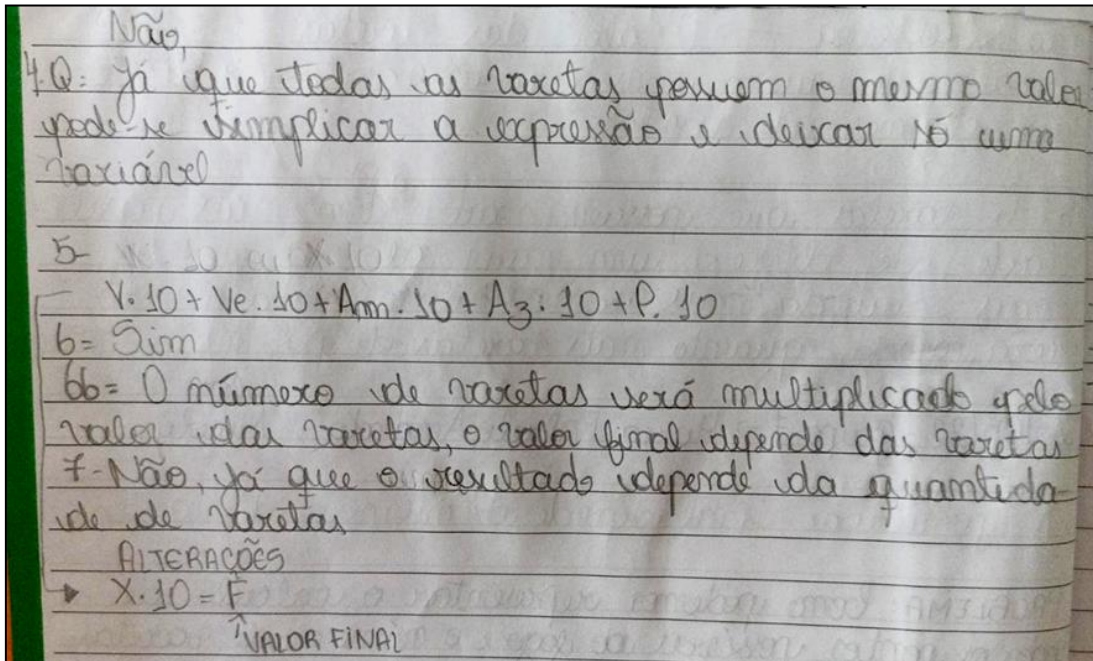 Não,
4.Q= Já que todas as varetas possuem o mesmo valor
pode-se simplicar a expressão e deixar só uma
variável
5-
V.10 + Ve.10 + Am.10 + Az.10 + P.10
6= Sim
6b= O número de varetas será multiplicado pelo
valor das varetas, o valor final depende das varetas
7-Não, já que o resultado depende da quantida-
de de varetas
ALTERAÇÕES
X.10 = F
VALOR FINAL